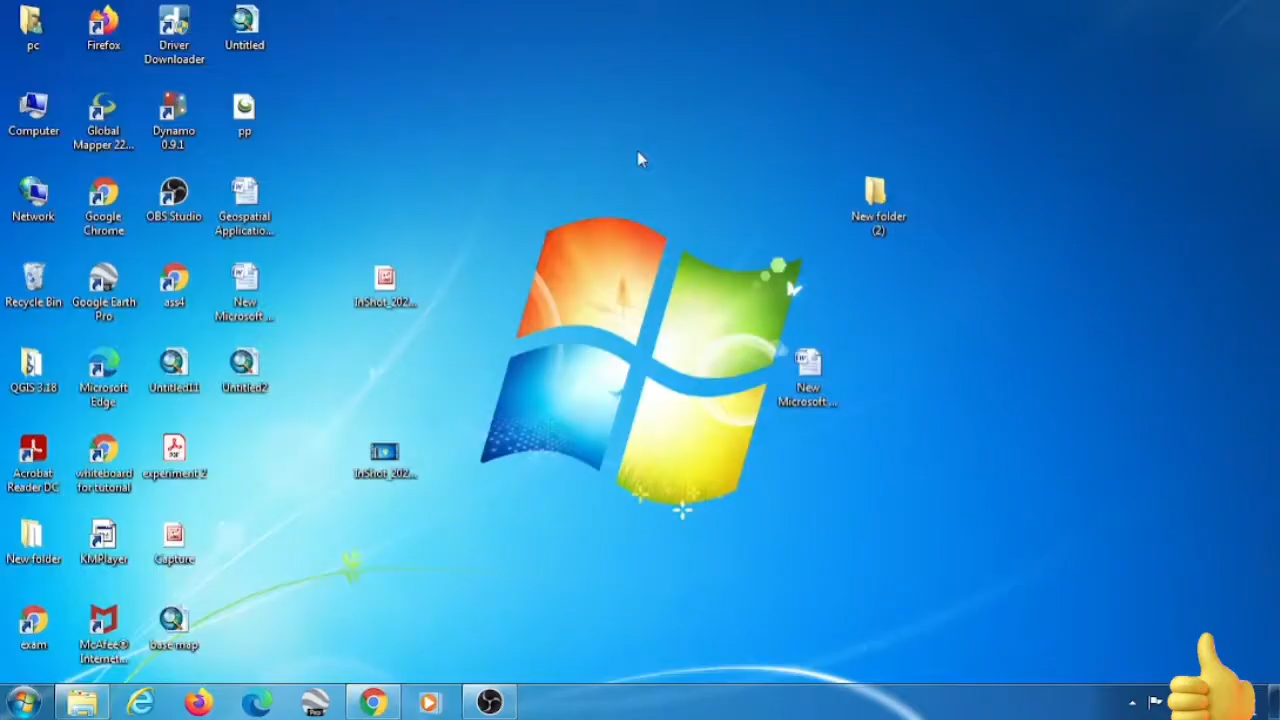 pc
Firefox
Driver
Downloader
Untitled
Computer
Global
Mapper 22...
Dynamo
0.9.1
pp
Network
Google
Chrome
OBS Studio
Geospatial
Applicatio...
New folder
(2)
Recycle Bin
Google Earth
Pro
ass4
New
Microsoft ...
InShot_202...
QGIS 3.18
Microsoft
Edge
Untitled11
Untitled2
New
Microsoft ...
Acrobat
Reader DC
whiteboard
for tutorial
PDF
experiment 2
InShot_202...
New folder
KMPlayer
Capture
exam
McAfee®
Internet...
base map
Pro